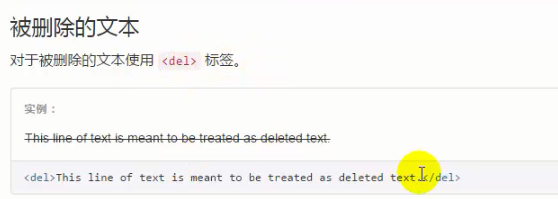 被删除的文本
对于被删除的文本使用 <del> 标签。
实例：
This line of text is meant to be treated as deleted text.
<del>This line of text is meant to be treated as deleted text.</del>